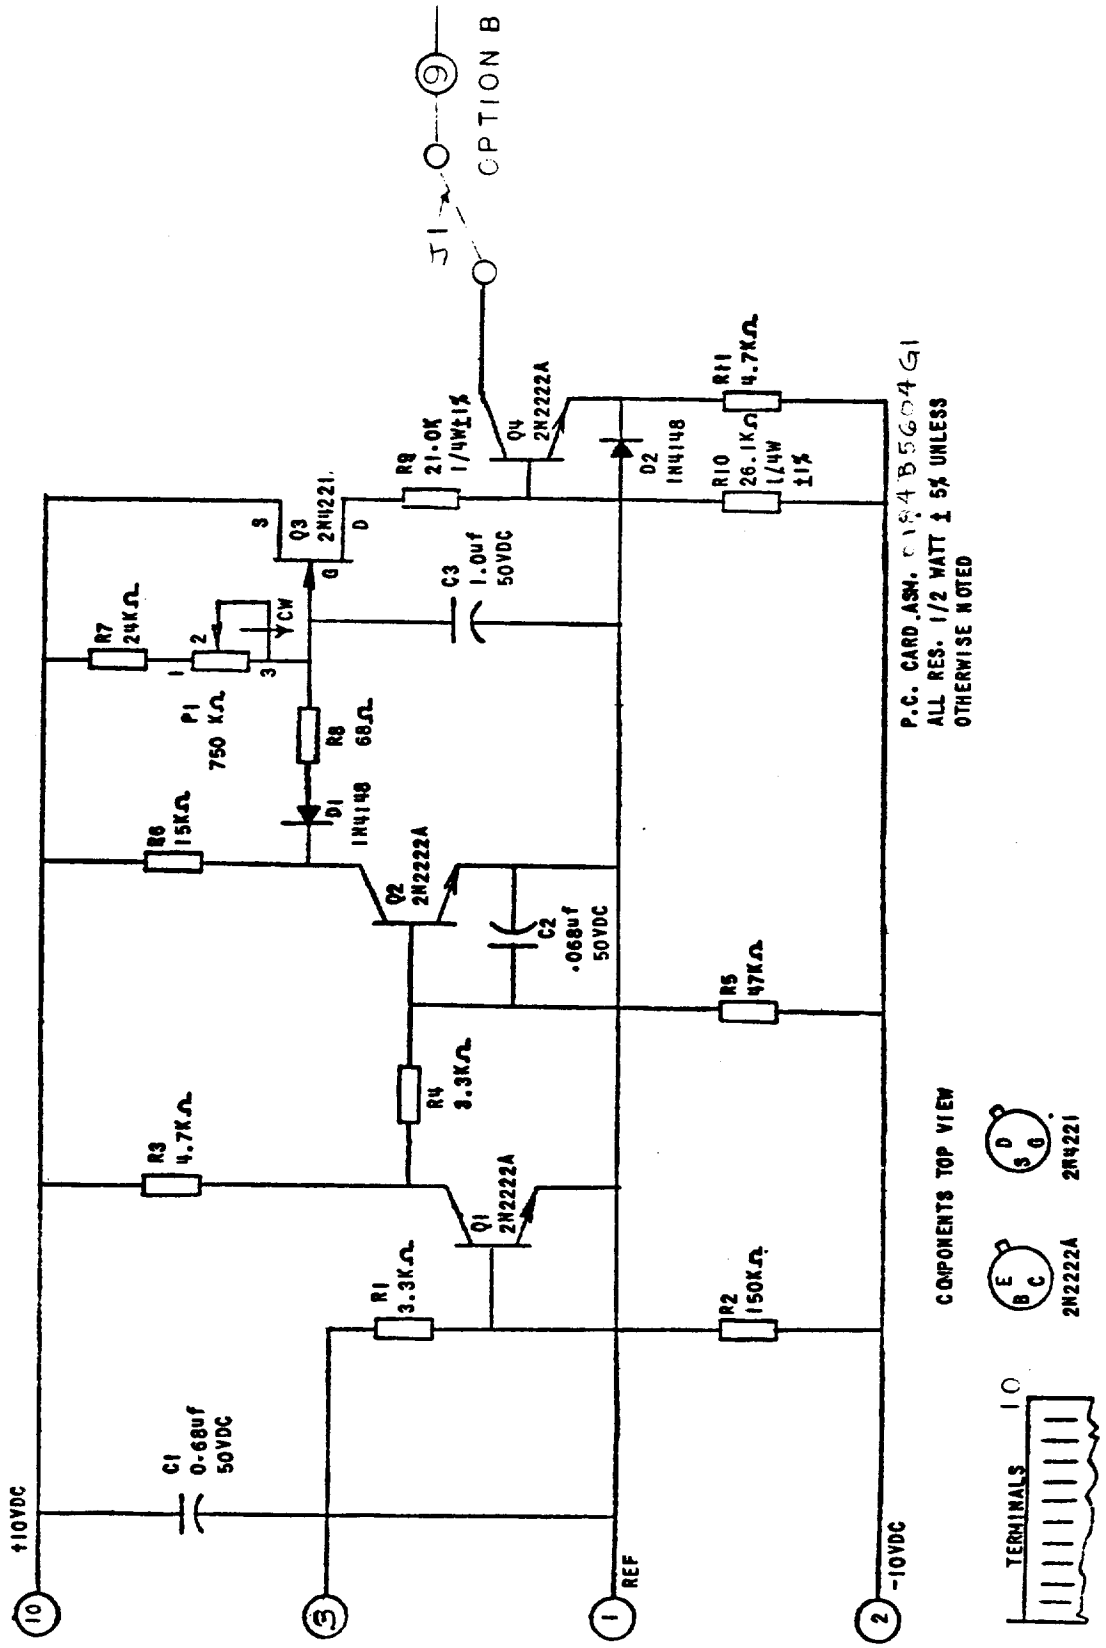 10
+10VDC
C1
0.68uf
50VDC
3
1
REF
2
-10VDC
R1
3.3KΩ
R2
150KΩ
Q1
2N2222A
R3
4.7KΩ
R4
3.3KΩ
R5
47KΩ
C2
.068uf
50VDC
Q2
2N2222A
R6
15KΩ
D1
1N4148
R8
68Ω
P1
750 KΩ
1
2
3
CW
R7
24KΩ
C3
1.0uf
50VDC
S
G
D
Q3
2N4221
R9
21.0K
1/4W±1%
Q4
2N2222A
D2
1N4148
R10
26.1KΩ
1/4W
±1%
R11
4.7KΩ
J1
9
OPTION B
P.C. CARD.ASM. 0184B5604G1
ALL RES. 1/2 WATT ± 5% UNLESS
OTHERWISE NOTED
COMPONENTS TOP VIEW
TERMINALS
10
E
B
C
2N2222A
D
S
G
2N4221